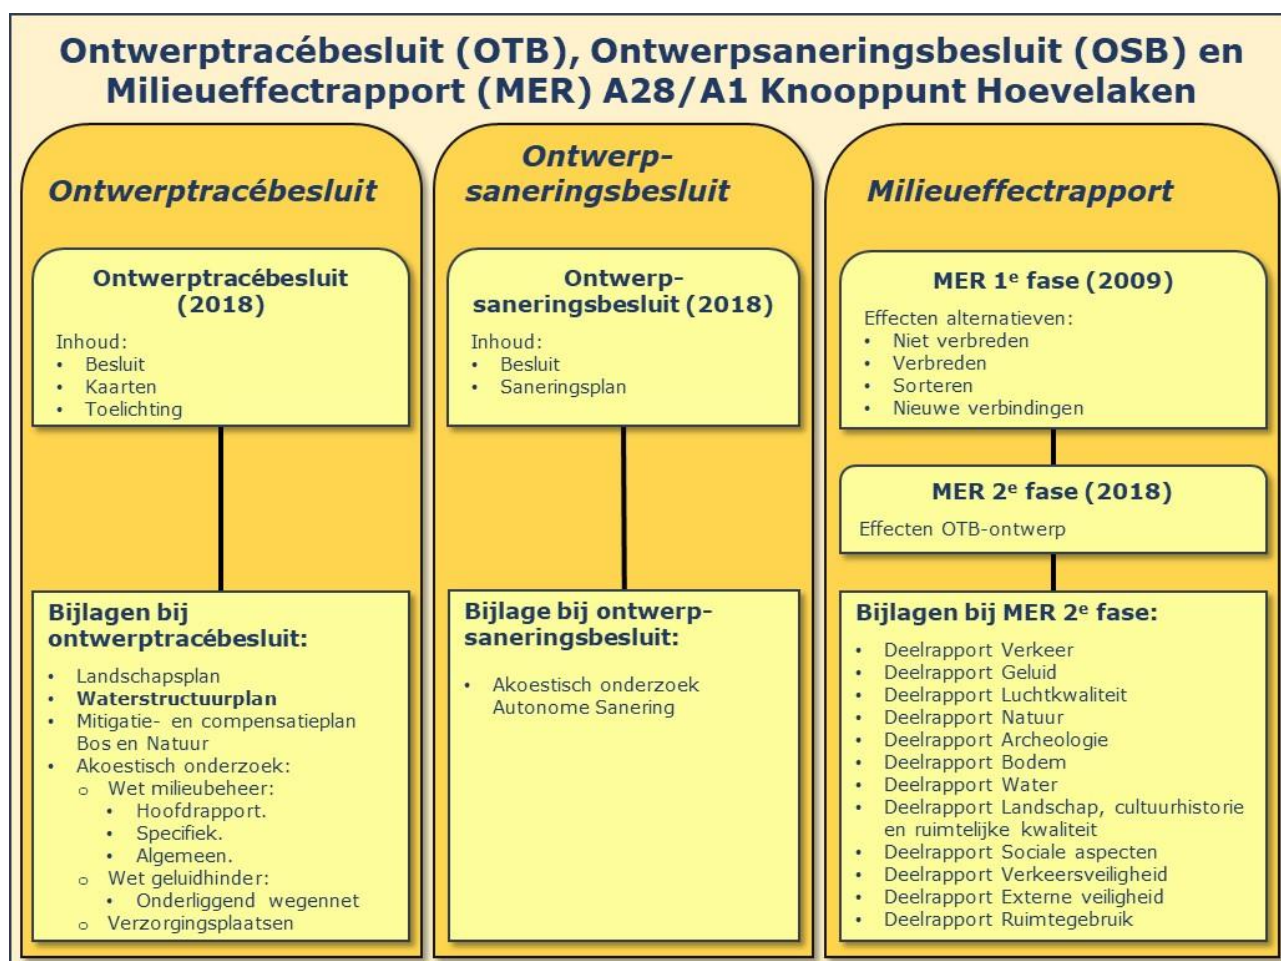 Ontwerptracébesluit (OTB), Ontwerpsaneringsbesluit (OSB) en
Milieueffectrapport (MER) A28/A1 Knooppunt Hoevelaken
Ontwerptracébesluit
Ontwerptracébesluit
(2018)
Inhoud:
• Besluit
• Kaarten
• Toelichting
Bijlagen bij
ontwerptracébesluit:
• Landschapsplan
• Waterstructuurplan
• Mitigatie- en compensatieplan
Bos en Natuur
• Akoestisch onderzoek:
o Wet milieubeheer:
• Hoofdrapport.
• Specifiek.
• Algemeen.
o Wet geluidhinder:
• Onderliggend wegennet
o Verzorgingsplaatsen
Ontwerp-
saneringsbesluit
Ontwerp-
saneringsbesluit (2018)
Inhoud:
• Besluit
• Saneringsplan
Bijlage bij ontwerp-
saneringsbesluit:
• Akoestisch onderzoek
Autonome Sanering
Milieueffectrapport
MER 1e fase (2009)
Effecten alternatieven:
• Niet verbreden
• Verbreden
• Sorteren
• Nieuwe verbindingen
MER 2e fase (2018)
Effecten OTB-ontwerp
Bijlagen bij MER 2e fase:
• Deelrapport Verkeer
• Deelrapport Geluid
• Deelrapport Luchtkwaliteit
• Deelrapport Natuur
• Deelrapport Archeologie
• Deelrapport Bodem
• Deelrapport Water
• Deelrapport Landschap, cultuurhistorie
en ruimtelijke kwaliteit
• Deelrapport Sociale aspecten
• Deelrapport Verkeersveiligheid
• Deelrapport Externe veiligheid
• Deelrapport Ruimtegebruik